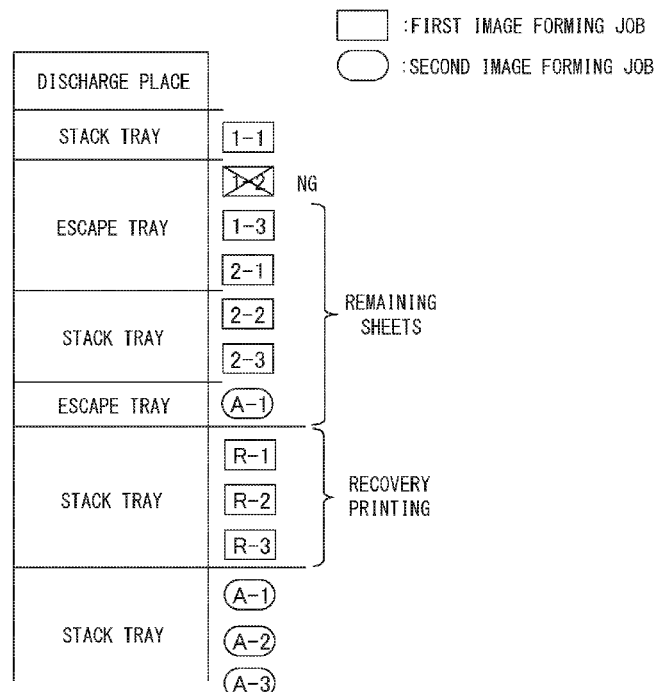 :FIRST IMAGE FORMING JOB
:SECOND IMAGE FORMING JOB
DISCHARGE PLACE
STACK TRAY
1-1
1-2
NG
ESCAPE TRAY
1-3
2-1
REMAINING
SHEETS
STACK TRAY
2-2
2-3
ESCAPE TRAY
A-1
STACK TRAY
R-1
R-2
R-3
RECOVERY
PRINTING
STACK TRAY
A-1
A-2
A-3